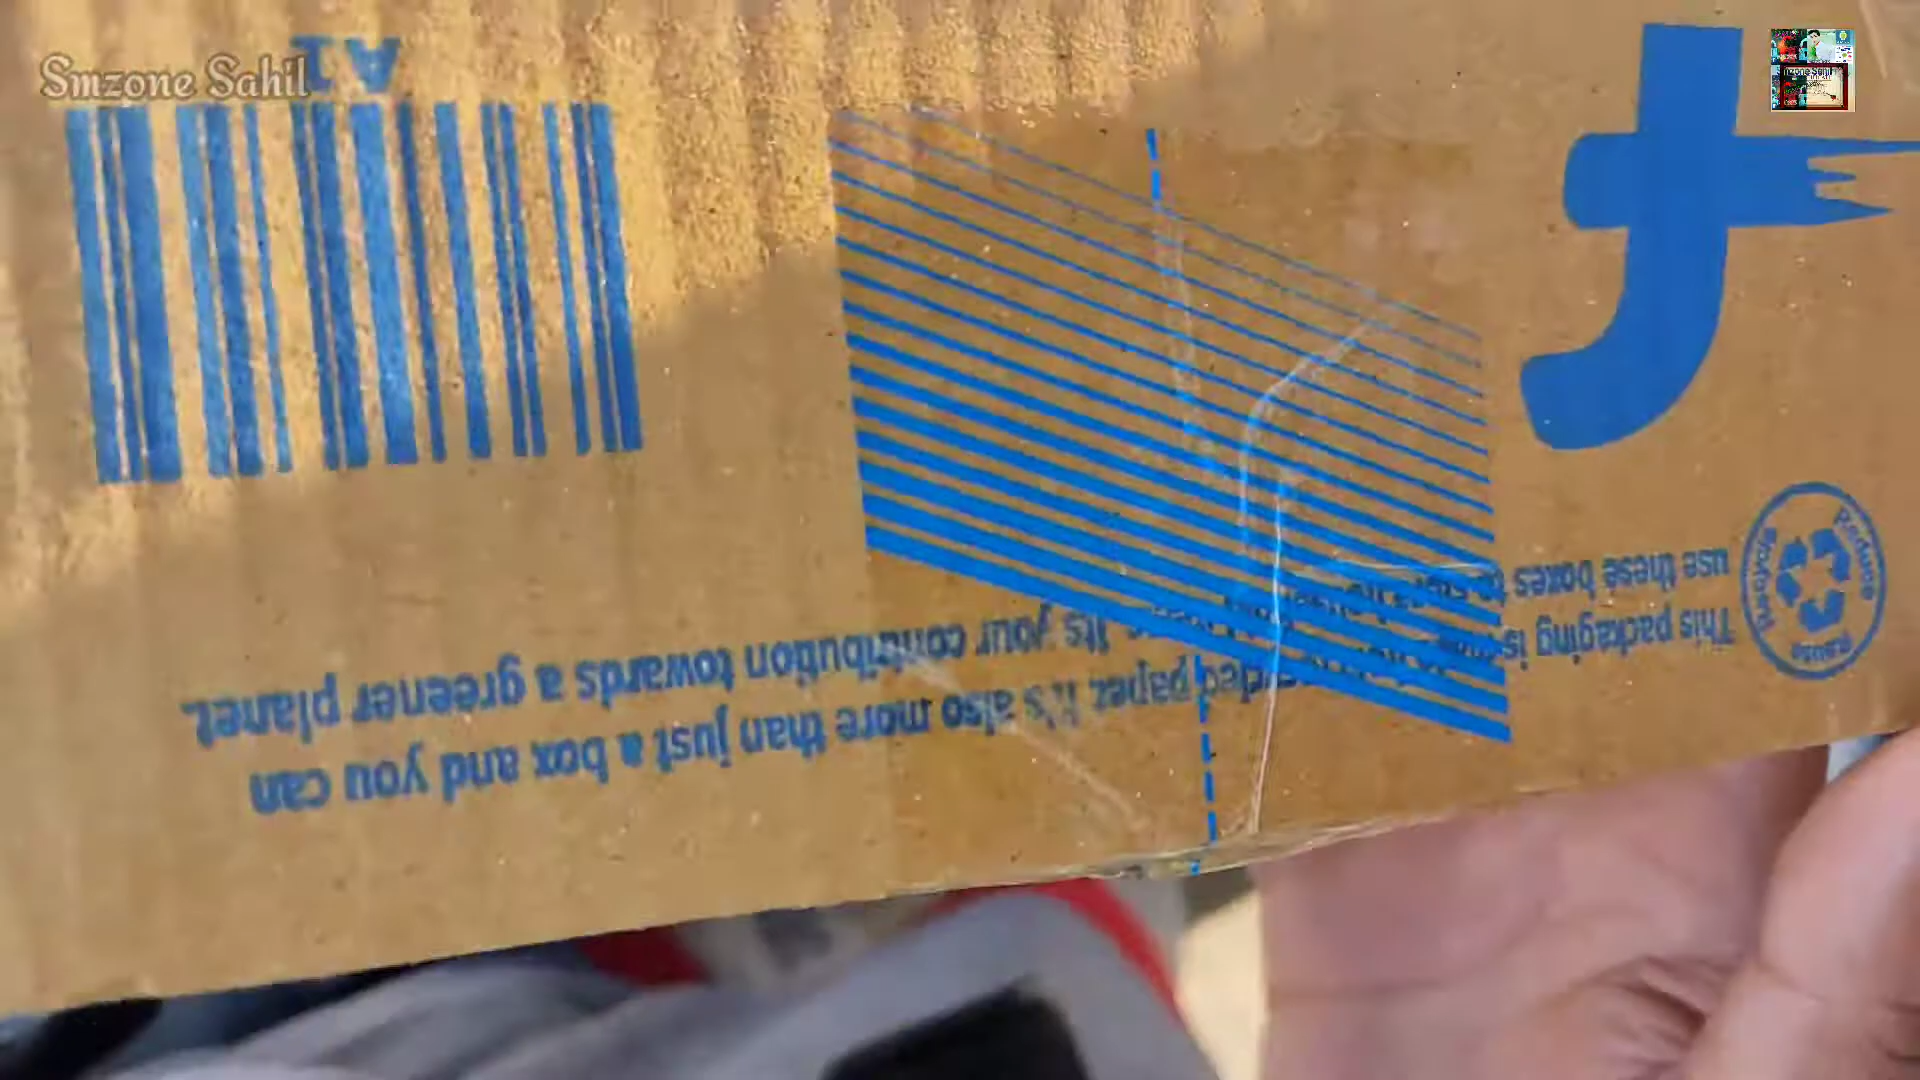 Smzone Sahil
A1
This packaging is paper. It's also more than just a box and you can
use these boxes to Its your contribution towards a greener planet.
Reduce
Reuse
Recycle